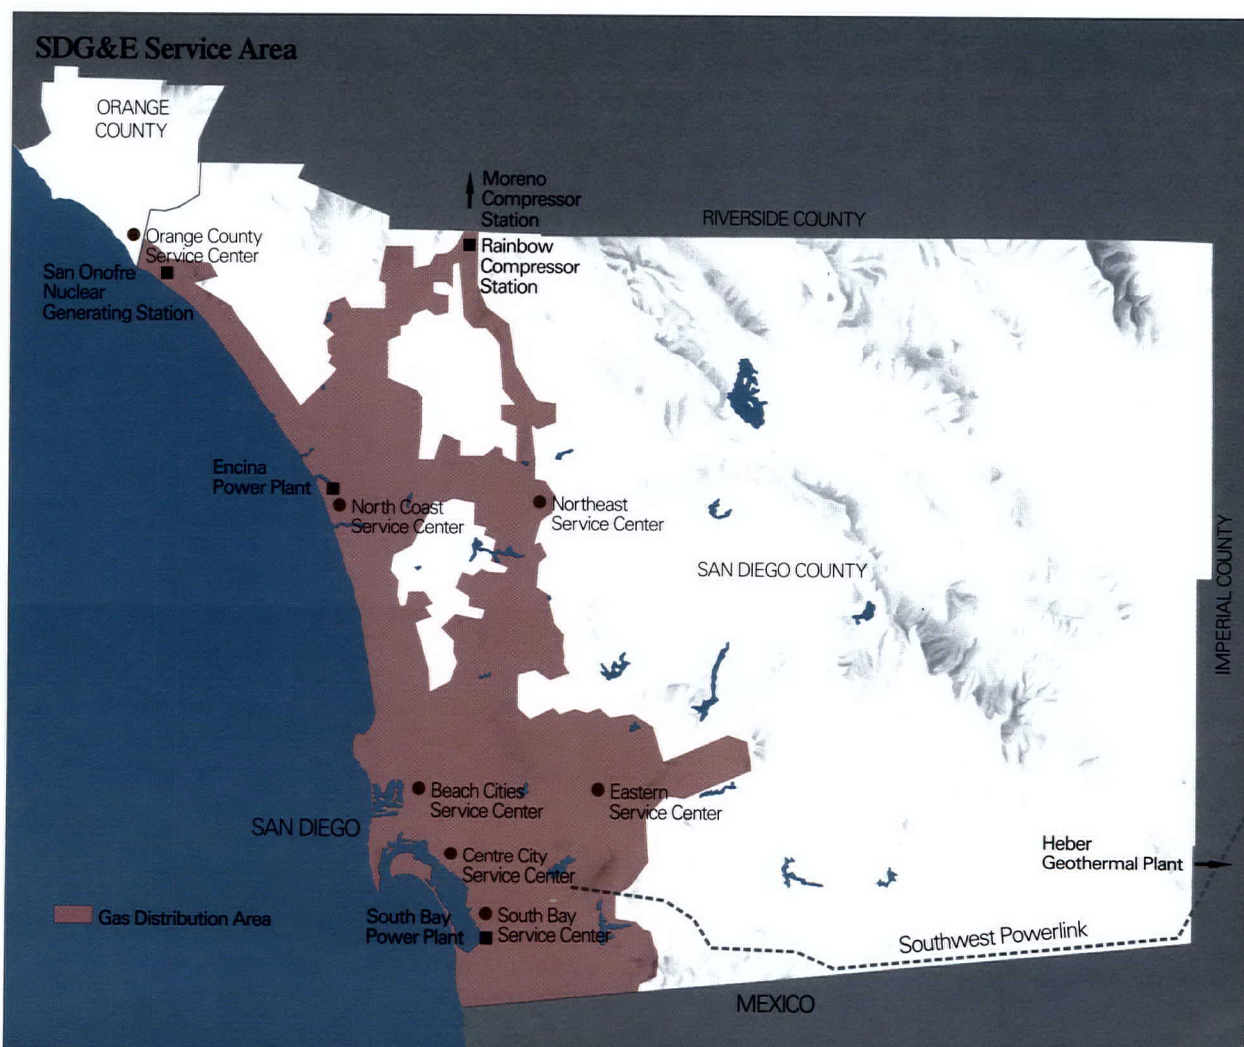 SDG&E Service Area
ORANGE
COUNTY
Moreno
Compressor
Station
RIVERSIDE COUNTY
Orange County
Service Center
Rainbow
Compressor
Station
San Onofre
Nuclear
Generating Station
Encina
Power Plant
North Coast
Service Center
Northeast
Service Center
SAN DIEGO COUNTY
IMPERIAL COUNTY
Beach Cities
Service Center
Eastern
Service Center
SAN DIEGO
Centre City
Service Center
Heber
Geothermal Plant
Gas Distribution Area
South Bay
Power Plant
South Bay
Service Center
Southwest Powerlink
MEXICO